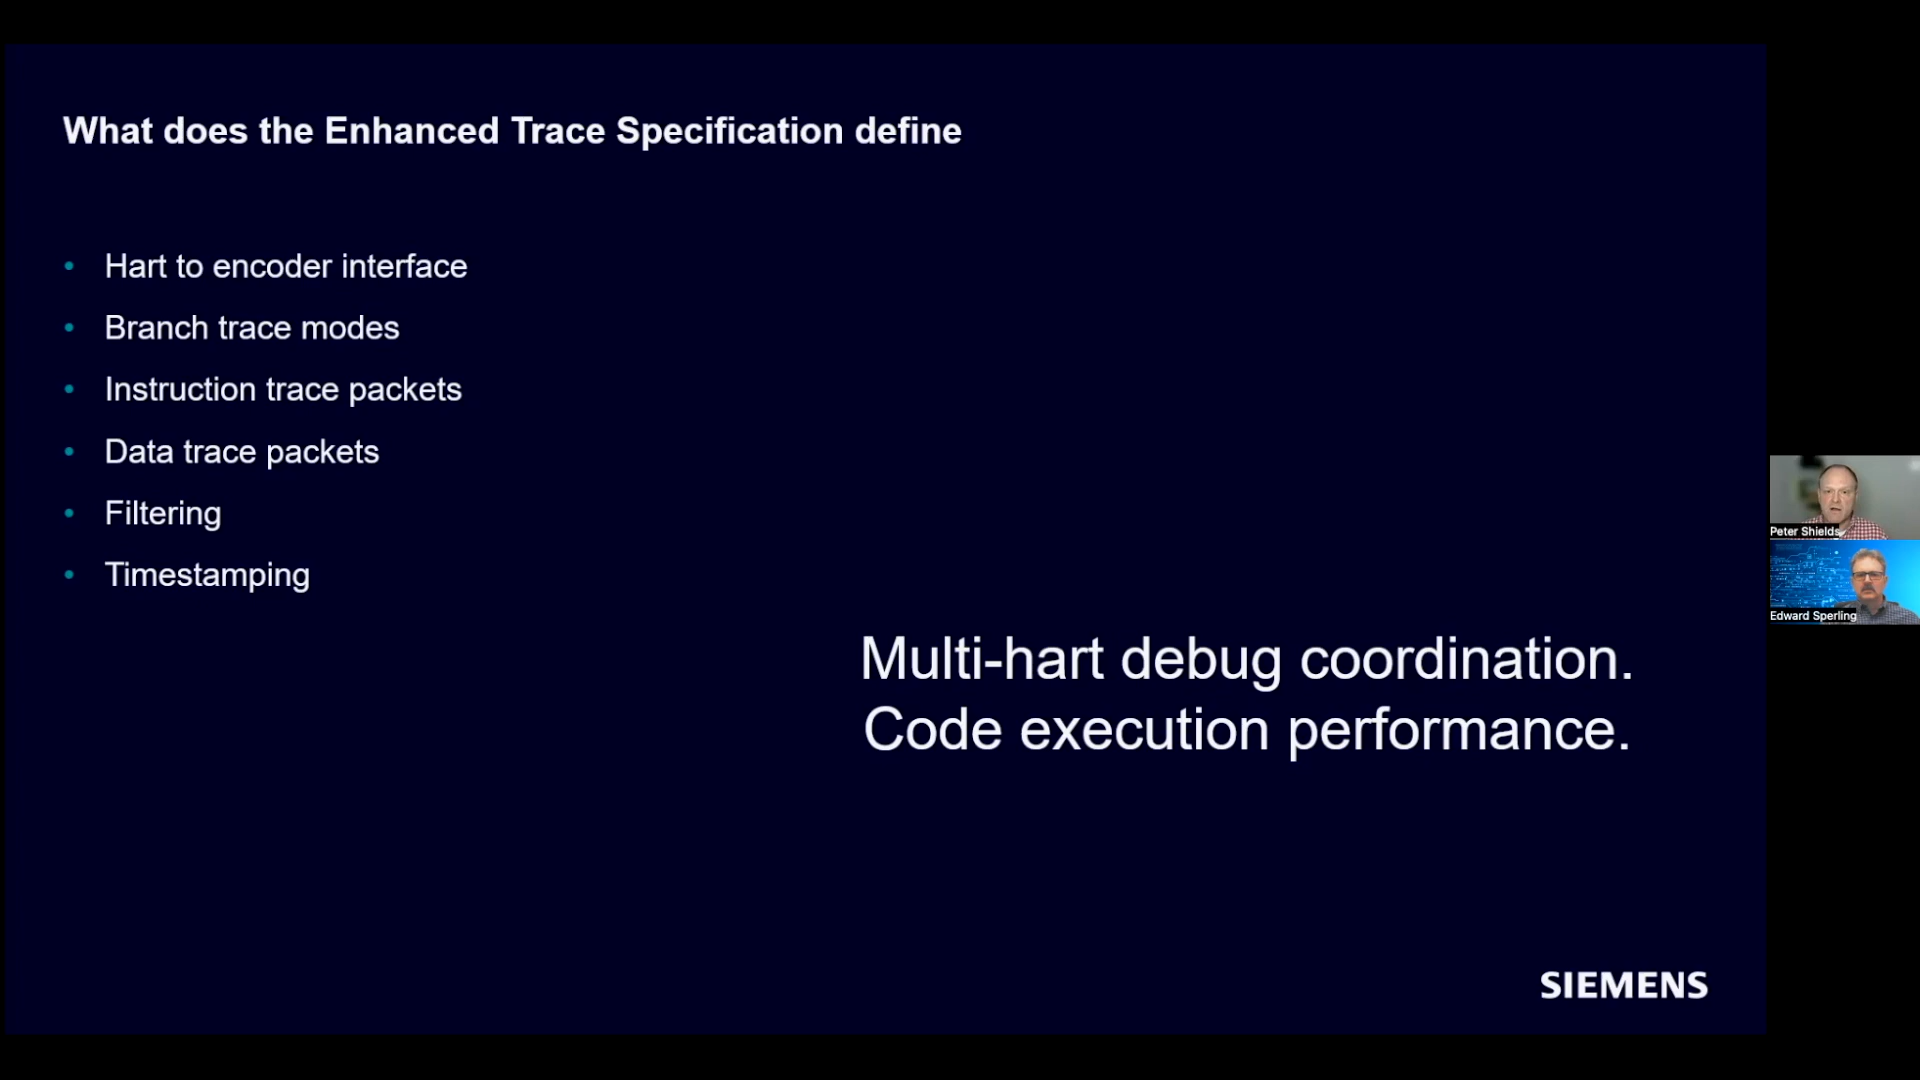 What does the Enhanced Trace Specification define
• Hart to encoder interface
• Branch trace modes
• Instruction trace packets
• Data trace packets
• Filtering
• Timestamping
Multi-hart debug coordination.
Code execution performance.
SIEMENS
Peter Shields
Edward Sperling